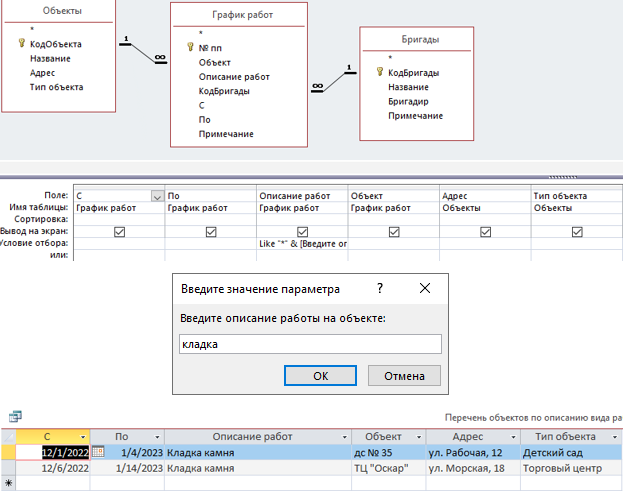 Объекты
*
КодОбъекта
Название
Адрес
Тип объекта
1
∞
График работ
*
№ пп
Объект
Описание работ
КодБригады
С
По
Примечание
∞
1
Бригады
*
КодБригады
Название
Бригадир
Примечание
Поле: С По Описание работ Объект Адрес Тип объекта
Имя таблицы: График работ График работ График работ График работ Объекты Объекты
Сортировка:
Вывод на экран:
Условие отбора: Like "*" & [Введите оп
или:
Введите значение параметра ?
Введите описание работы на объекте:
кладка
ОК Отмена
Перечень объектов по описанию вида ра
С По Описание работ Объект Адрес Тип объекта
12/1/2022 1/4/2023 Кладка камня дс № 35 ул. Рабочая, 12 Детский сад
12/6/2022 1/14/2023 Кладка камня ТЦ "Оскар" ул. Морская, 18 Торговый центр
*